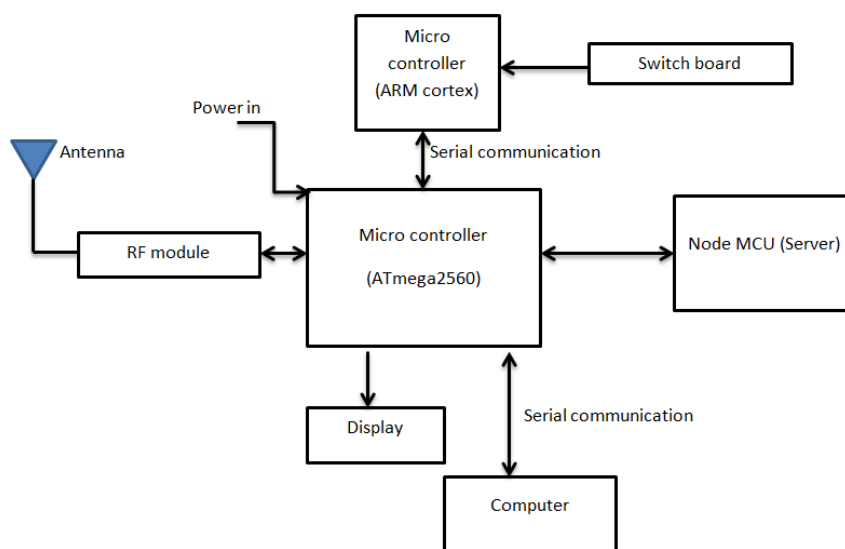 Micro
controller
(ARM cortex)
Switch board
Power in
Antenna
Serial communication
RF module
Micro controller
(ATmega2560)
Node MCU (Server)
Display
Serial communication
Computer